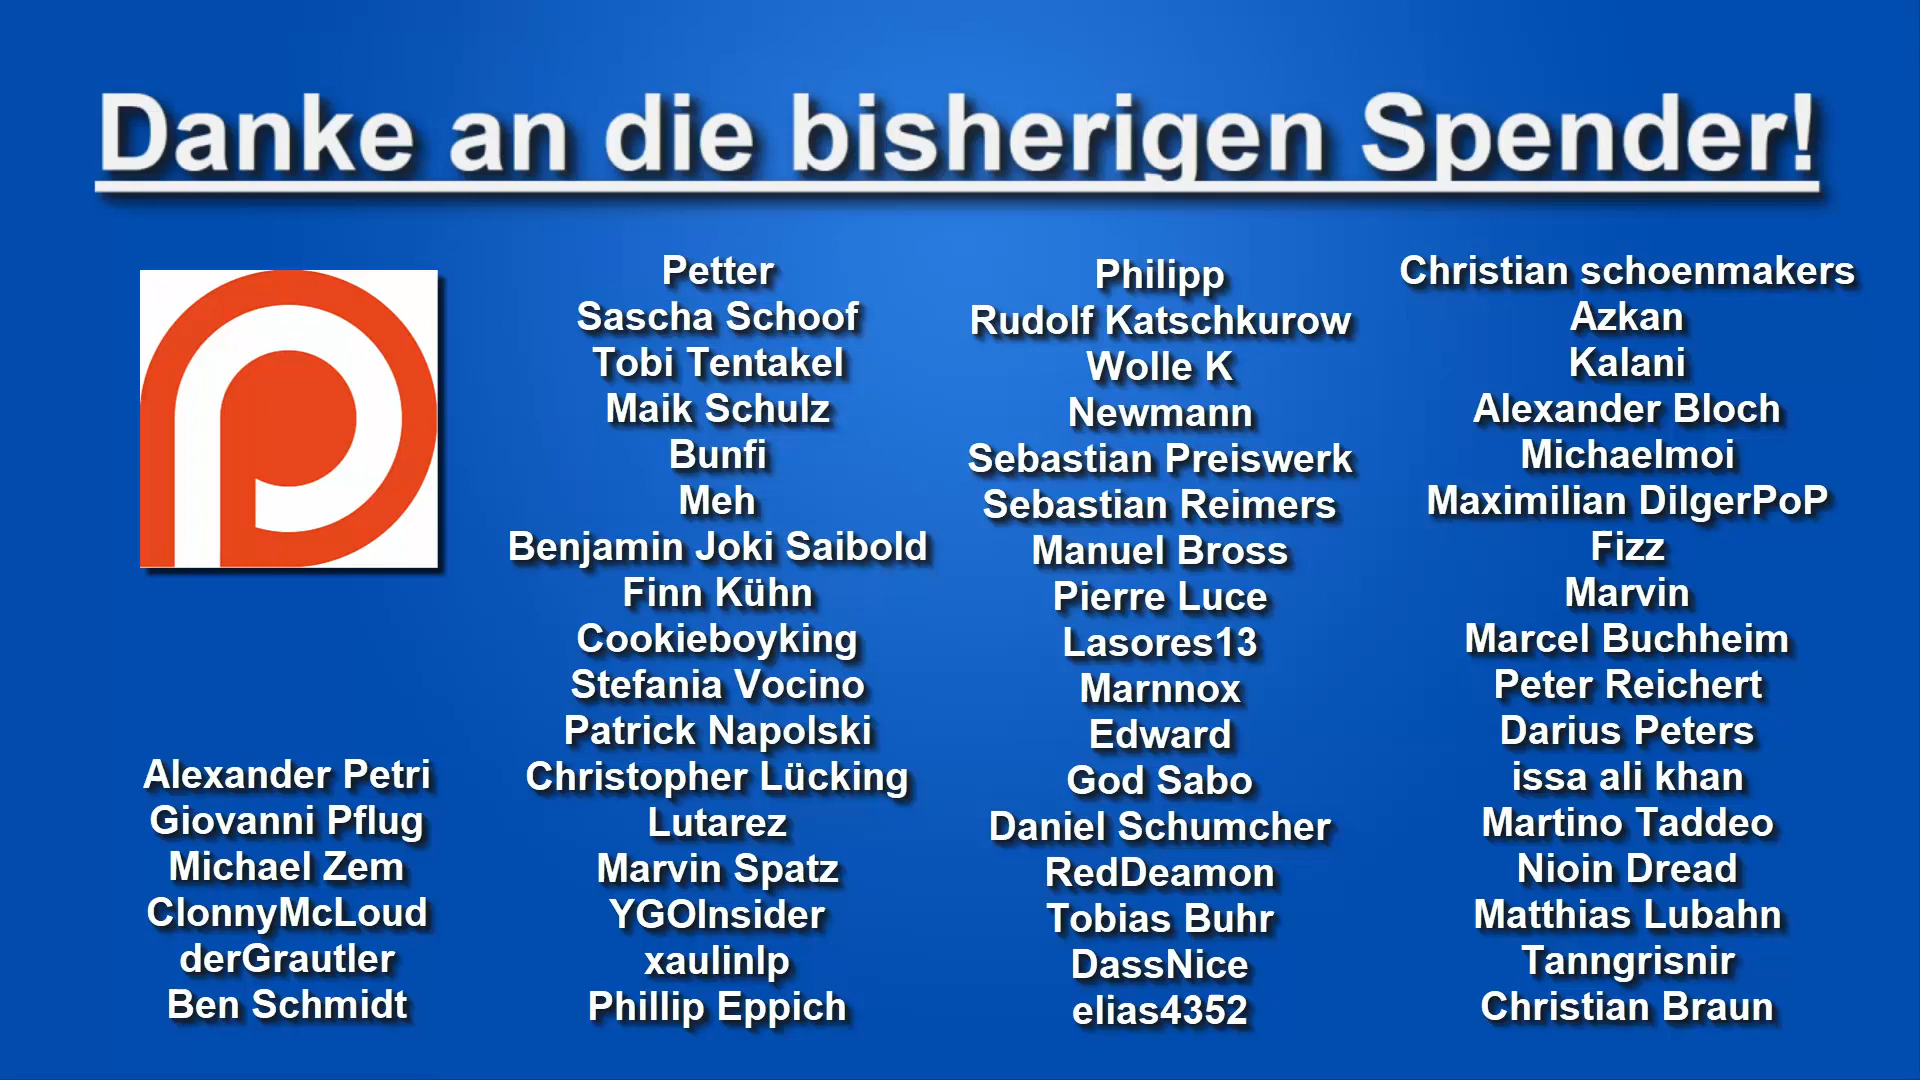 Danke an die bisherigen Spender!
Alexander Petri
Giovanni Pflug
Michael Zem
ClonnyMcLoud
derGrautler
Ben Schmidt
Petter
Sascha Schoof
Tobi Tentakel
Maik Schulz
Bunfi
Meh
Benjamin Joki Saibold
Finn Kühn
Cookieboyking
Stefania Vocino
Patrick Napolski
Christopher Lücking
Lutarez
Marvin Spatz
YGOInsider
xaulinlp
Phillip Eppich
Philipp
Rudolf Katschkurow
Wolle K
Newmann
Sebastian Preiswerk
Sebastian Reimers
Manuel Bross
Pierre Luce
Lasores13
Marnnox
Edward
God Sabo
Daniel Schumcher
RedDeamon
Tobias Buhr
DassNice
elias4352
Christian schoenmakers
Azkan
Kalani
Alexander Bloch
Michaelmoi
Maximilian DilgerPoP
Fizz
Marvin
Marcel Buchheim
Peter Reichert
Darius Peters
issa ali khan
Martino Taddeo
Nioin Dread
Matthias Lubahn
Tanngrisnir
Christian Braun